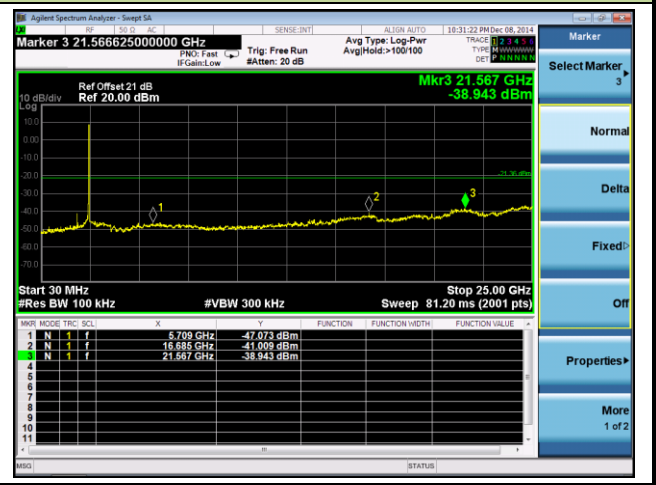 Agilent Spectrum Analyzer - Swept SA
RF 50 Ω AC SENSE:INT ALIGN AUTO 10:31:22 PM Dec 08, 2014
Marker 3 21.566625000000 GHz
PNO: Fast
IFGain:Low
Trig: Free Run
#Atten: 20 dB
Avg Type: Log-Pwr
Avg|Hold:>100/100
TRACE 1 2 3 4 5 6
TYPE MWWWWW
DET P NNNNN
Mkr3 21.567 GHz
-38.943 dBm
Ref Offset 21 dB
10 dB/div Ref 20.00 dBm
Log
10.0
0.00
-10.0
-20.0
-21.36 dBm
-30.0
-40.0
-50.0
-60.0
-70.0
1
2
3
Start 30 MHz
Stop 25.00 GHz
#Res BW 100 kHz
#VBW 300 kHz
Sweep 81.20 ms (2001 pts)
MKR MODE TRC SCL X Y FUNCTION FUNCTION WIDTH FUNCTION VALUE
1 N 1 f 5.709 GHz -47.073 dBm
2 N 1 f 16.685 GHz -41.009 dBm
3 N 1 f 21.567 GHz -38.943 dBm
4
5
6
7
8
9
10
11
MSG
STATUS
Marker
Select Marker
3
Normal
Delta
Fixed
Off
Properties
More
1 of 2